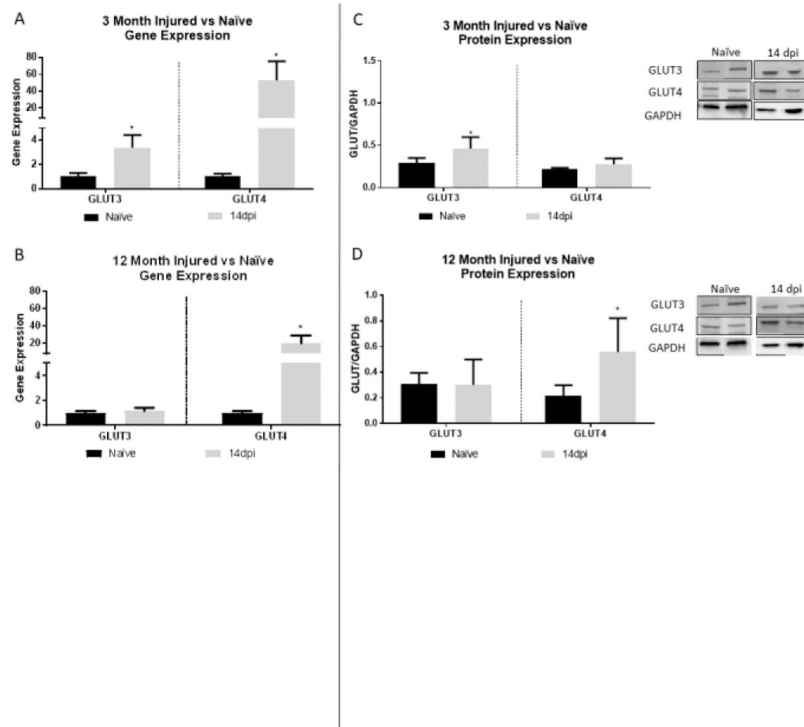 A
3 Month Injured vs Naïve
Gene Expression
Gene Expression
80
60
40
20
6
4
2
0
*
*
GLUT3
GLUT4
Naïve
14dpi
B
12 Month Injured vs Naïve
Gene Expression
Gene Expression
80
60
40
20
6
4
2
0
*
GLUT3
GLUT4
Naïve
14dpi
C
3 Month Injured vs Naïve
Protein Expression
GLUT/GAPDH
1.5
1.0
0.5
0.0
*
GLUT3
GLUT4
Naïve
14dpi
Naïve
14 dpi
GLUT3
GLUT4
GAPDH
D
12 Month Injured vs Naïve
Protein Expression
GLUT/GAPDH
1.0
0.8
0.6
0.4
0.2
0.0
*
GLUT3
GLUT4
Naïve
14dpi
Naïve
14 dpi
GLUT3
GLUT4
GAPDH